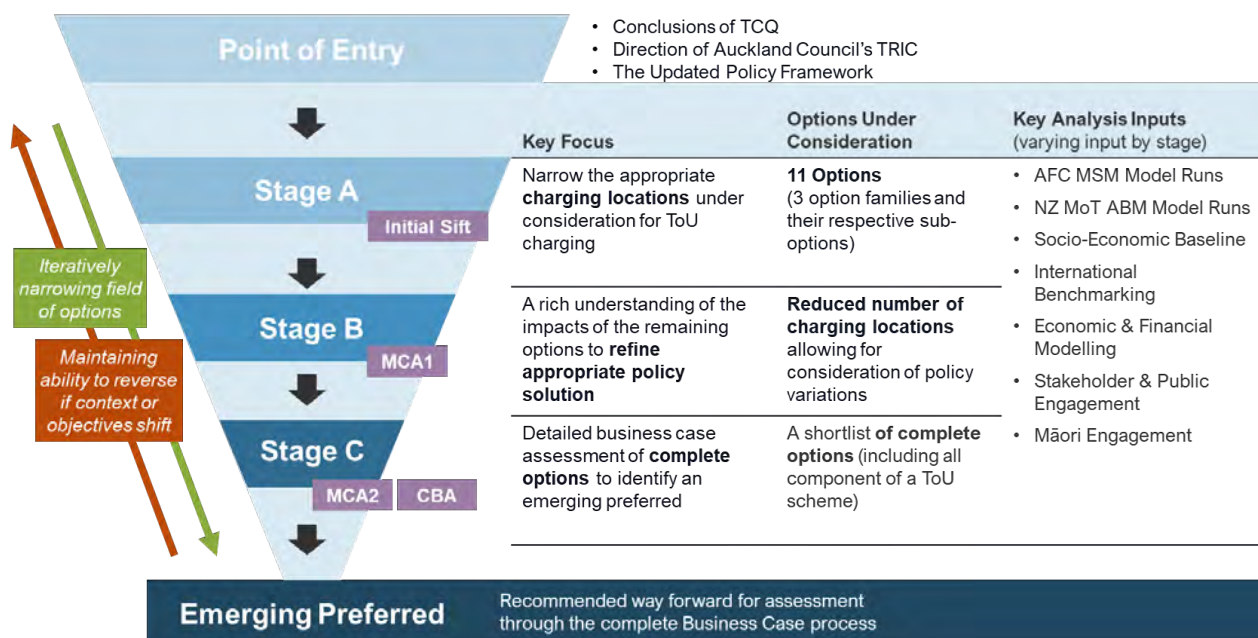 Point of Entry
• Conclusions of TCQ
• Direction of Auckland Council's TRIC
• The Updated Policy Framework
Key Focus
Options Under
Consideration
Key Analysis Inputs
(varying input by stage)
Stage A
Initial Sift
Narrow the appropriate
charging locations under
consideration for ToU
charging
11 Options
(3 option families and
their respective sub-
options)
• AFC MSM Model Runs
• NZ MoT ABM Model Runs
• Socio-Economic Baseline
• International
Benchmarking
• Economic & Financial
Modelling
• Stakeholder & Public
Engagement
• Māori Engagement
Iteratively
narrowing field
of options
Maintaining
ability to reverse
if context or
objectives shift
Stage B
MCA1
A rich understanding of the
impacts of the remaining
options to refine
appropriate policy
solution
Reduced number of
charging locations
allowing for
consideration of policy
variations
Stage C
MCA2
CBA
Detailed business case
assessment of complete
options to identify an
emerging preferred
A shortlist of complete
options (including all
component of a ToU
scheme)
Emerging Preferred
Recommended way forward for assessment
through the complete Business Case process